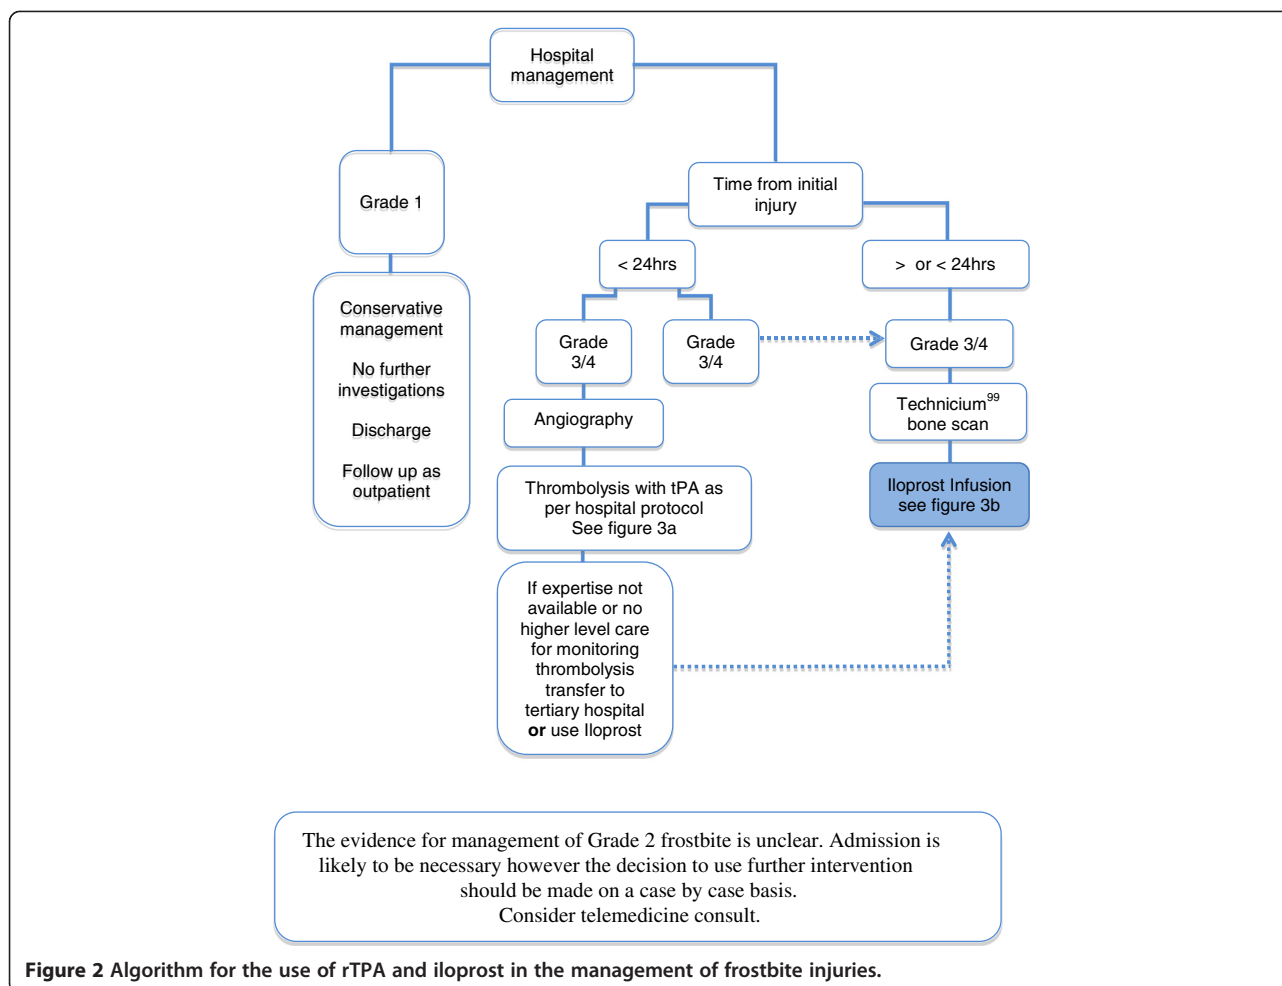 Hospital
management
Grade 1
Conservative
management
No further
investigations
Discharge
Follow up as
outpatient
Time from initial
injury
< 24hrs
> or < 24hrs
Grade
3/4
Grade
3/4
Grade 3/4
Angiography
Technicium99
bone scan
Thrombolysis with tPA as
per hospital protocol
See figure 3a
Iloprost Infusion
see figure 3b
If expertise not
available or no
higher level care
for monitoring
thrombolysis
transfer to
tertiary hospital
or use Iloprost
The evidence for management of Grade 2 frostbite is unclear. Admission is
likely to be necessary however the decision to use further intervention
should be made on a case by case basis.
Consider telemedicine consult.
Figure 2 Algorithm for the use of rTPA and iloprost in the management of frostbite injuries.